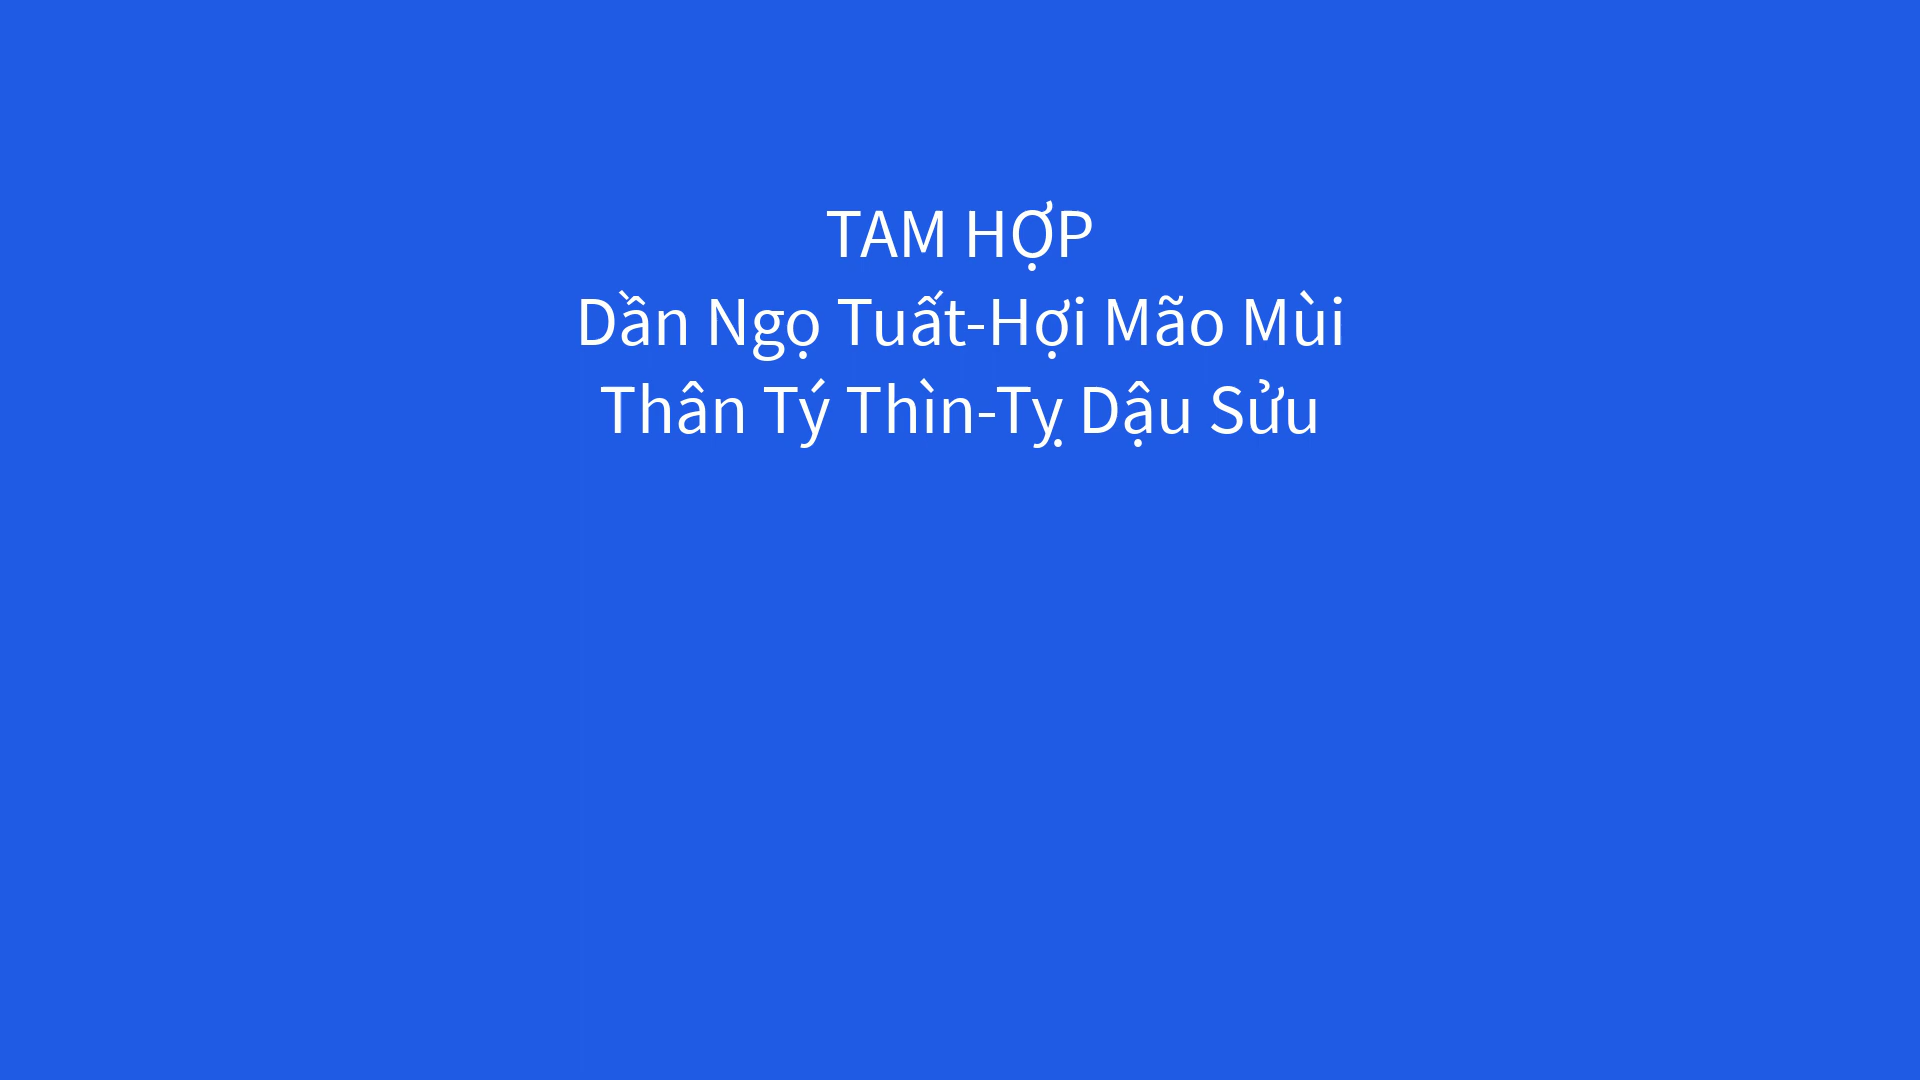 TAM HỢP
Dần Ngọ Tuất-Hợi Mão Mùi
Thân Tý Thìn-Tỵ Dậu Sửu